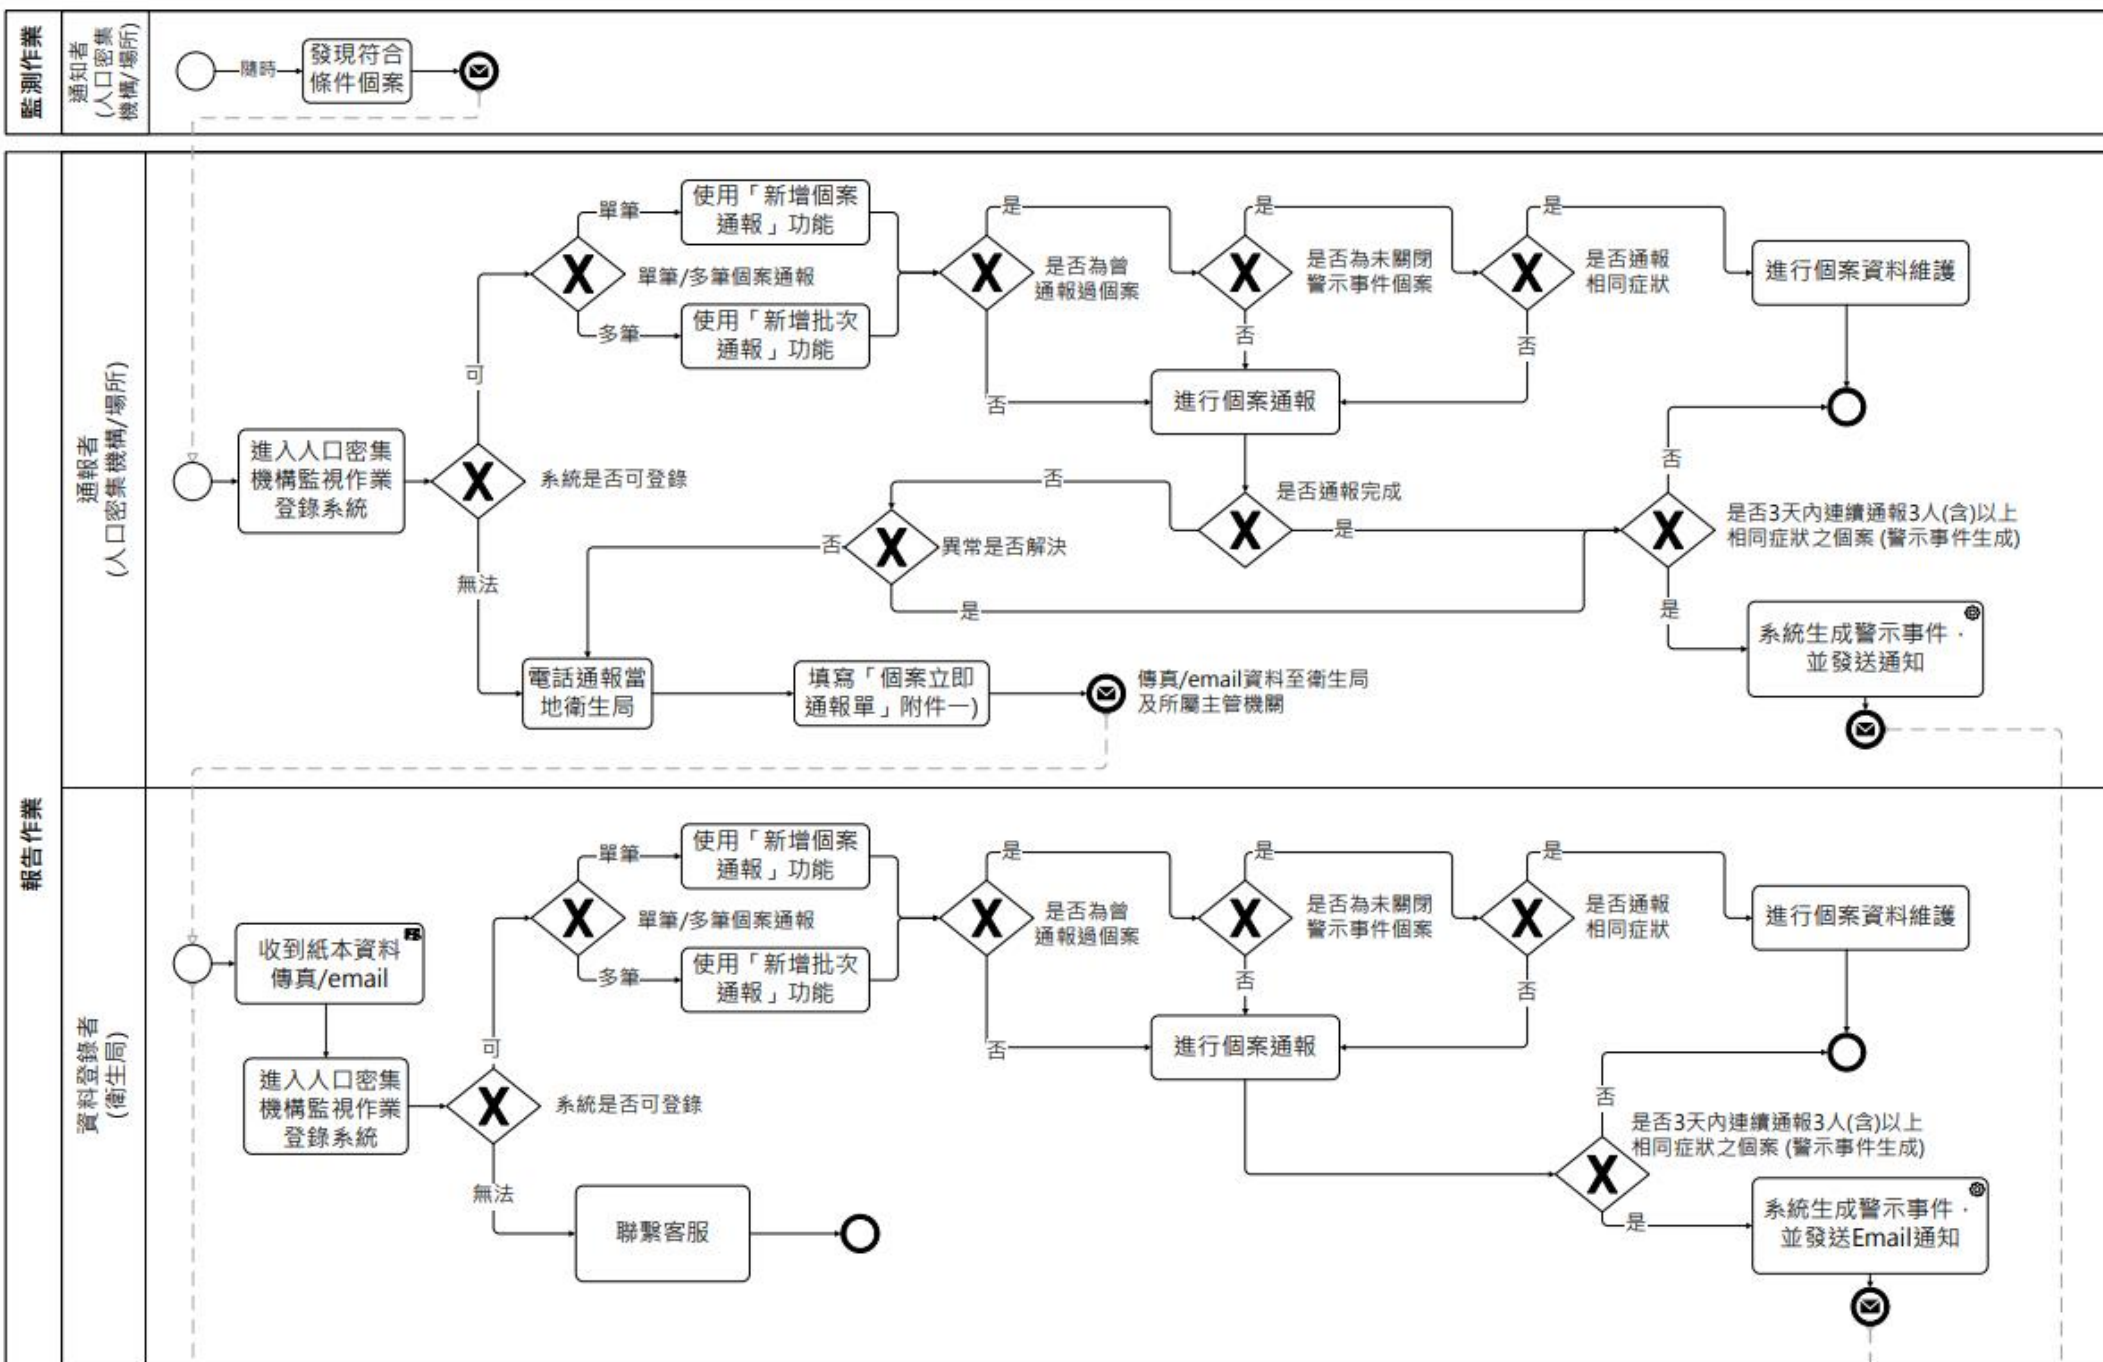 監測作業
通知者
(人口密集
機構/場所)
隨時
發現符合
條件個案
報告作業
通報者
(人口密集機構/場所)
進入人口密集
機構監視作業
登錄系統
系統是否可登錄
可
無法
單筆
多筆
單筆/多筆個案通報
使用「新增個案
通報」功能
使用「新增批次
通報」功能
是
否
是否為曾
通報過個案
是
否
是否為未關閉
警示事件個案
是
否
是否通報
相同症狀
進行個案資料維護
進行個案通報
是否通報完成
否
是
異常是否解決
否
是
是否3天內連續通報3人(含)以上
相同症狀之個案 (警示事件生成)
否
是
系統生成警示事件，
並發送通知
電話通報當
地衛生局
填寫「個案立即
通報單」附件一)
傳真/email資料至衛生局
及所屬主管機關
資料登錄者
(衛生局)
收到紙本資料
傳真/email
進入人口密集
機構監視作業
登錄系統
系統是否可登錄
可
無法
聯繫客服
單筆
多筆
單筆/多筆個案通報
使用「新增個案
通報」功能
使用「新增批次
通報」功能
是
否
是否為曾
通報過個案
是
否
是否為未關閉
警示事件個案
是
否
是否通報
相同症狀
進行個案資料維護
進行個案通報
否
是否3天內連續通報3人(含)以上
相同症狀之個案 (警示事件生成)
是
系統生成警示事件，
並發送Email通知